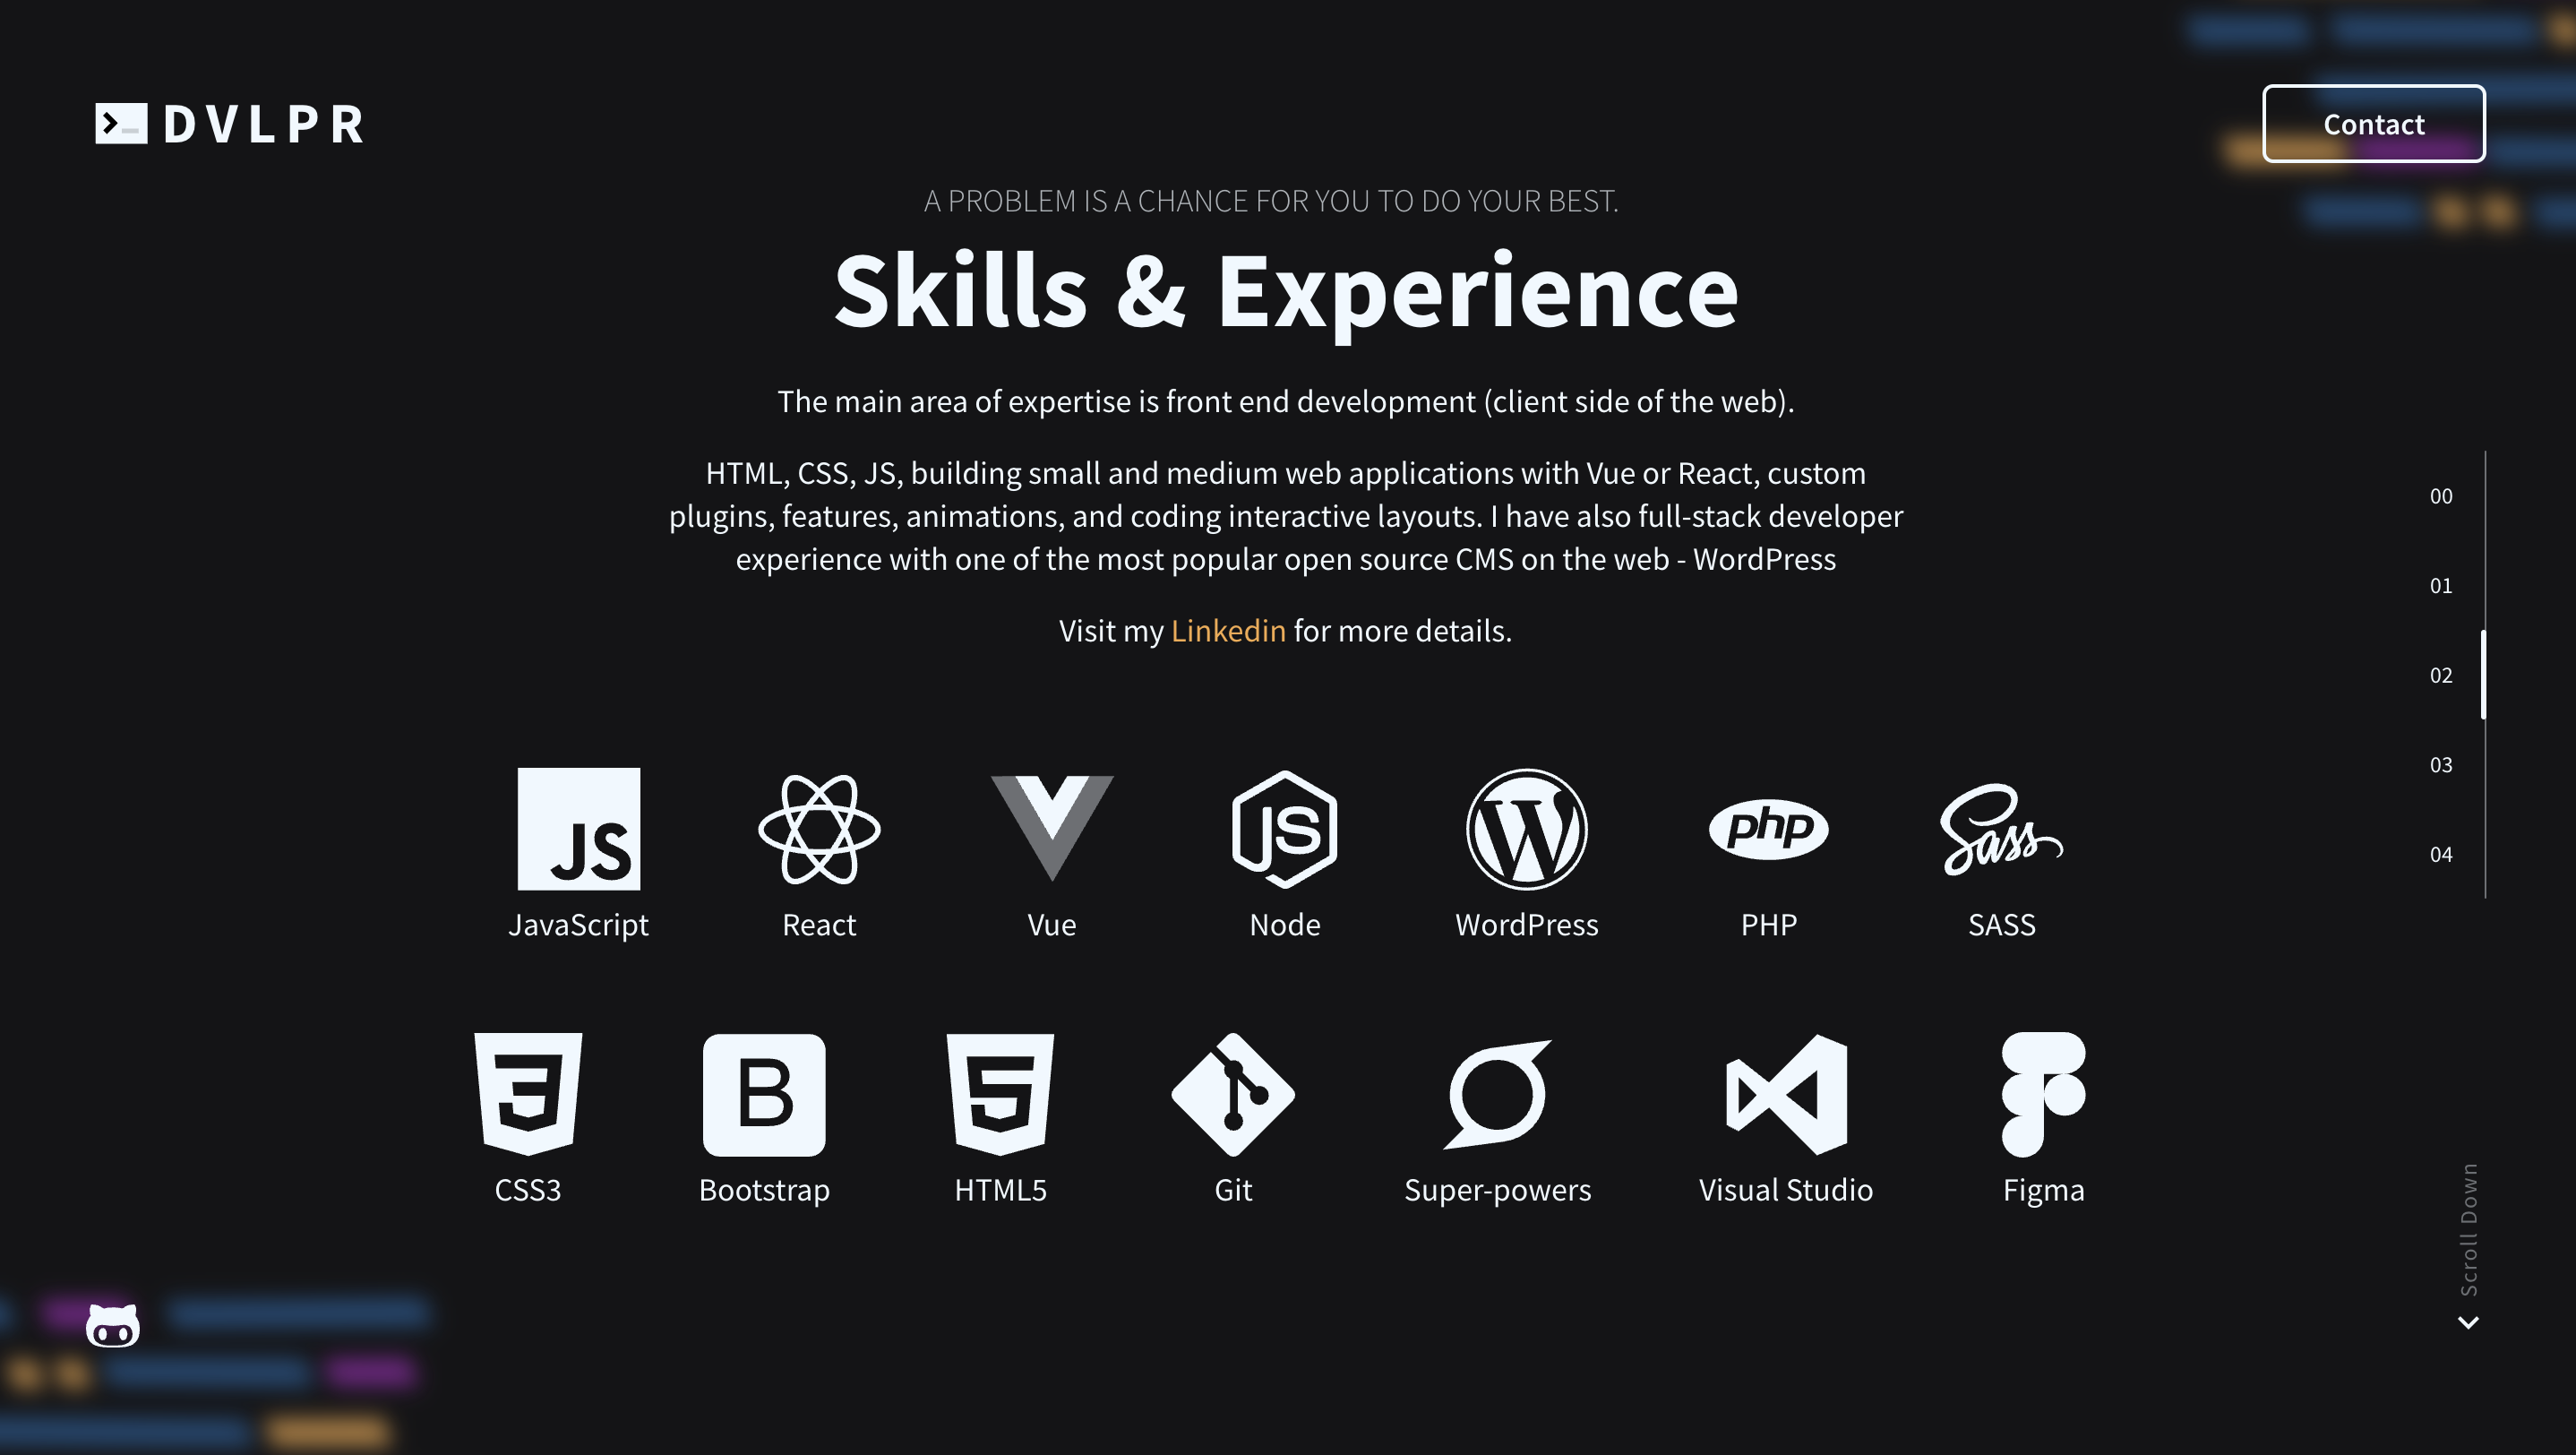 DVLPR
Contact
A PROBLEM IS A CHANCE FOR YOU TO DO YOUR BEST.
Skills & Experience
The main area of expertise is front end development (client side of the web).
HTML, CSS, JS, building small and medium web applications with Vue or React, custom
plugins, features, animations, and coding interactive layouts. I have also full-stack developer
experience with one of the most popular open source CMS on the web - WordPress
Visit my Linkedin for more details.
00
01
02
03
04
JS
JS
W
php
Sass
JavaScript
React
Vue
Node
WordPress
PHP
SASS
3
B
5
CSS3
Bootstrap
HTML5
Git
Super-powers
Visual Studio
Figma
Scroll Down